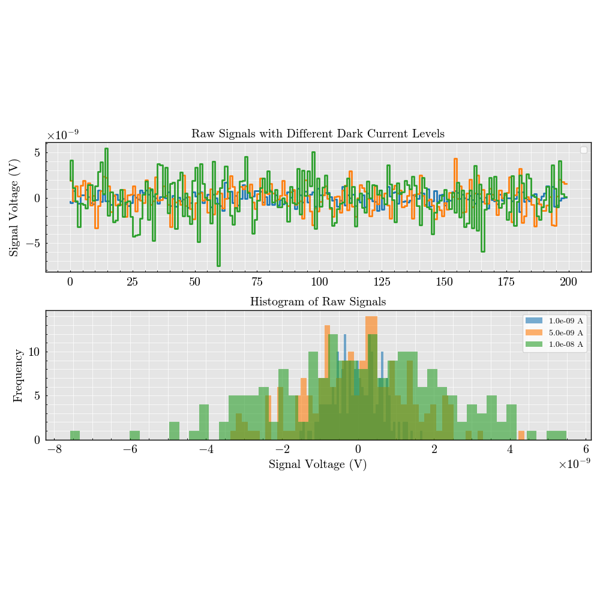 Raw Signals with Different Dark Current Levels
×10⁻⁹
5
0
−5
Signal Voltage (V)
0 25 50 75 100 125 150 175 200
Histogram of Raw Signals
1.0e-09 A
5.0e-09 A
1.0e-08 A
10
5
0
Frequency
−8 −6 −4 −2 0 2 4 6
Signal Voltage (V)
×10⁻⁹